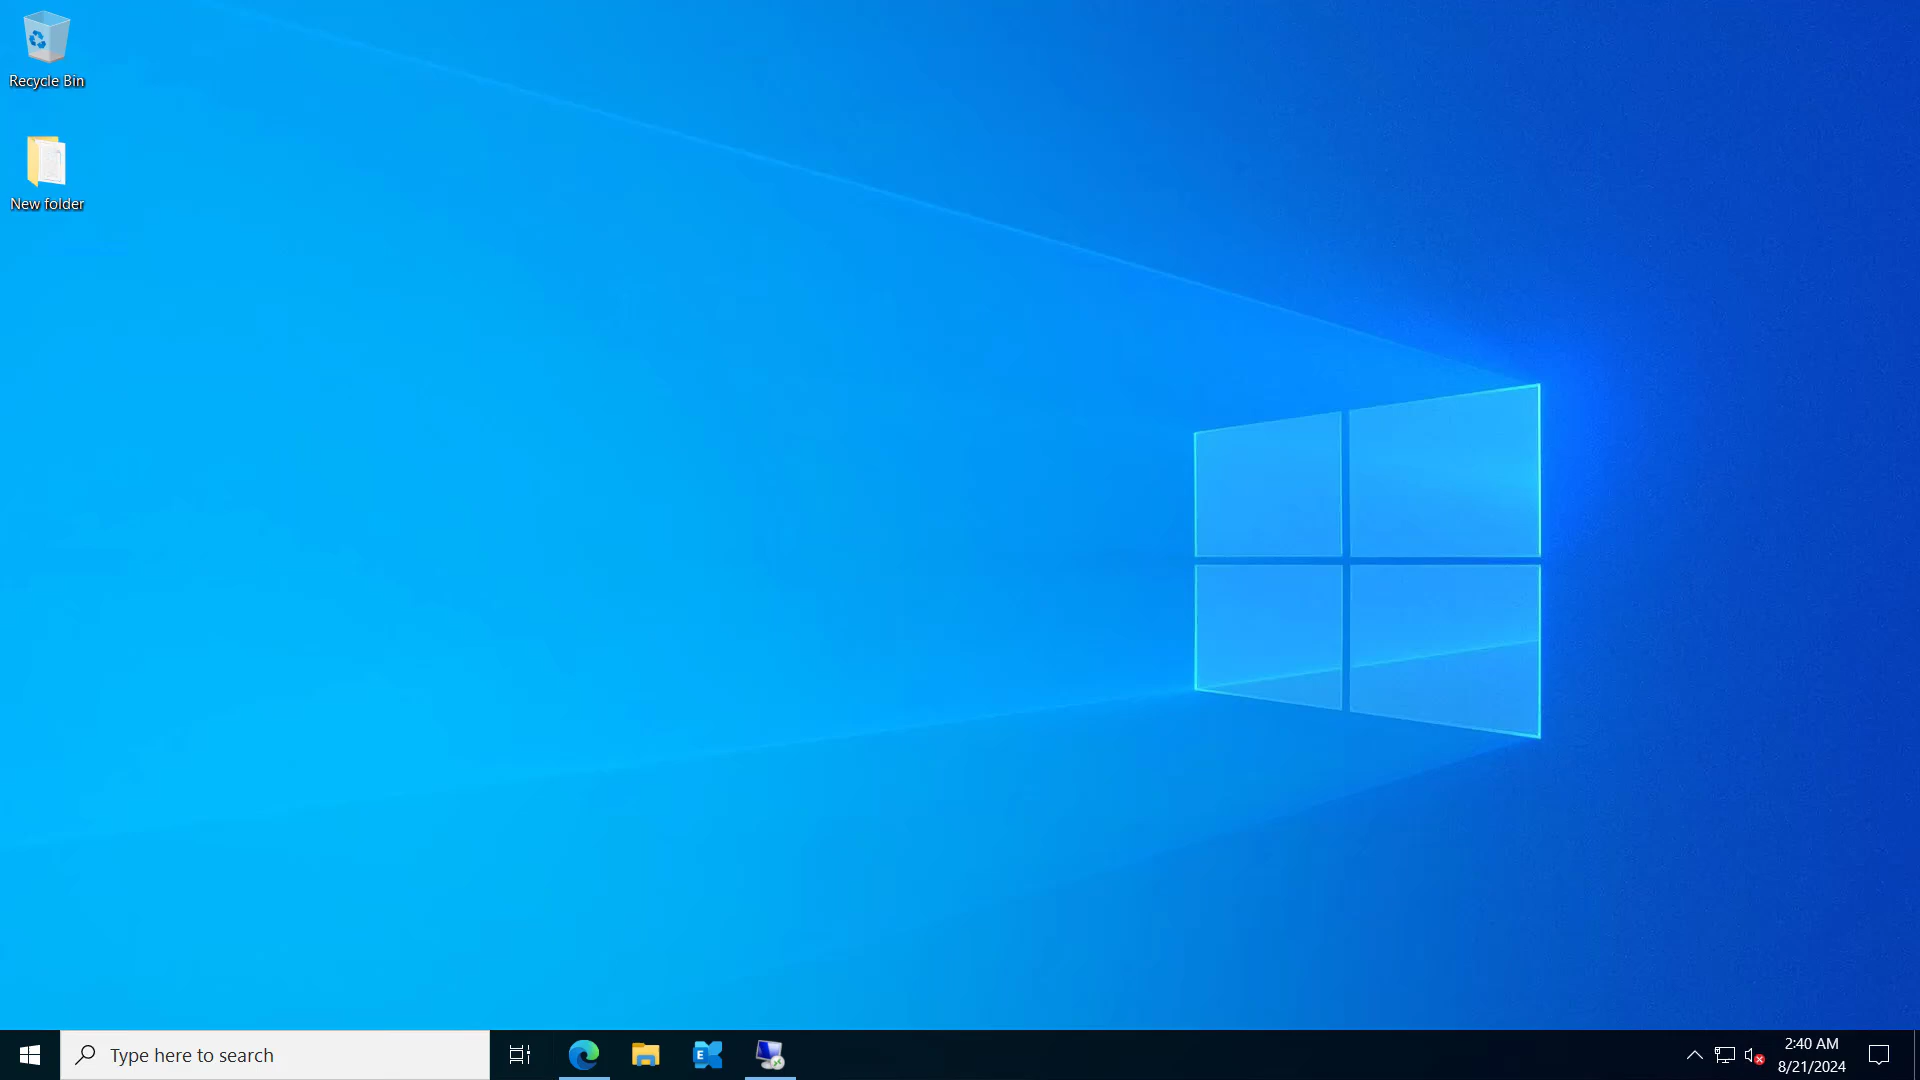 Recycle Bin
New folder
Type here to search
E
2:40 AM
8/21/2024